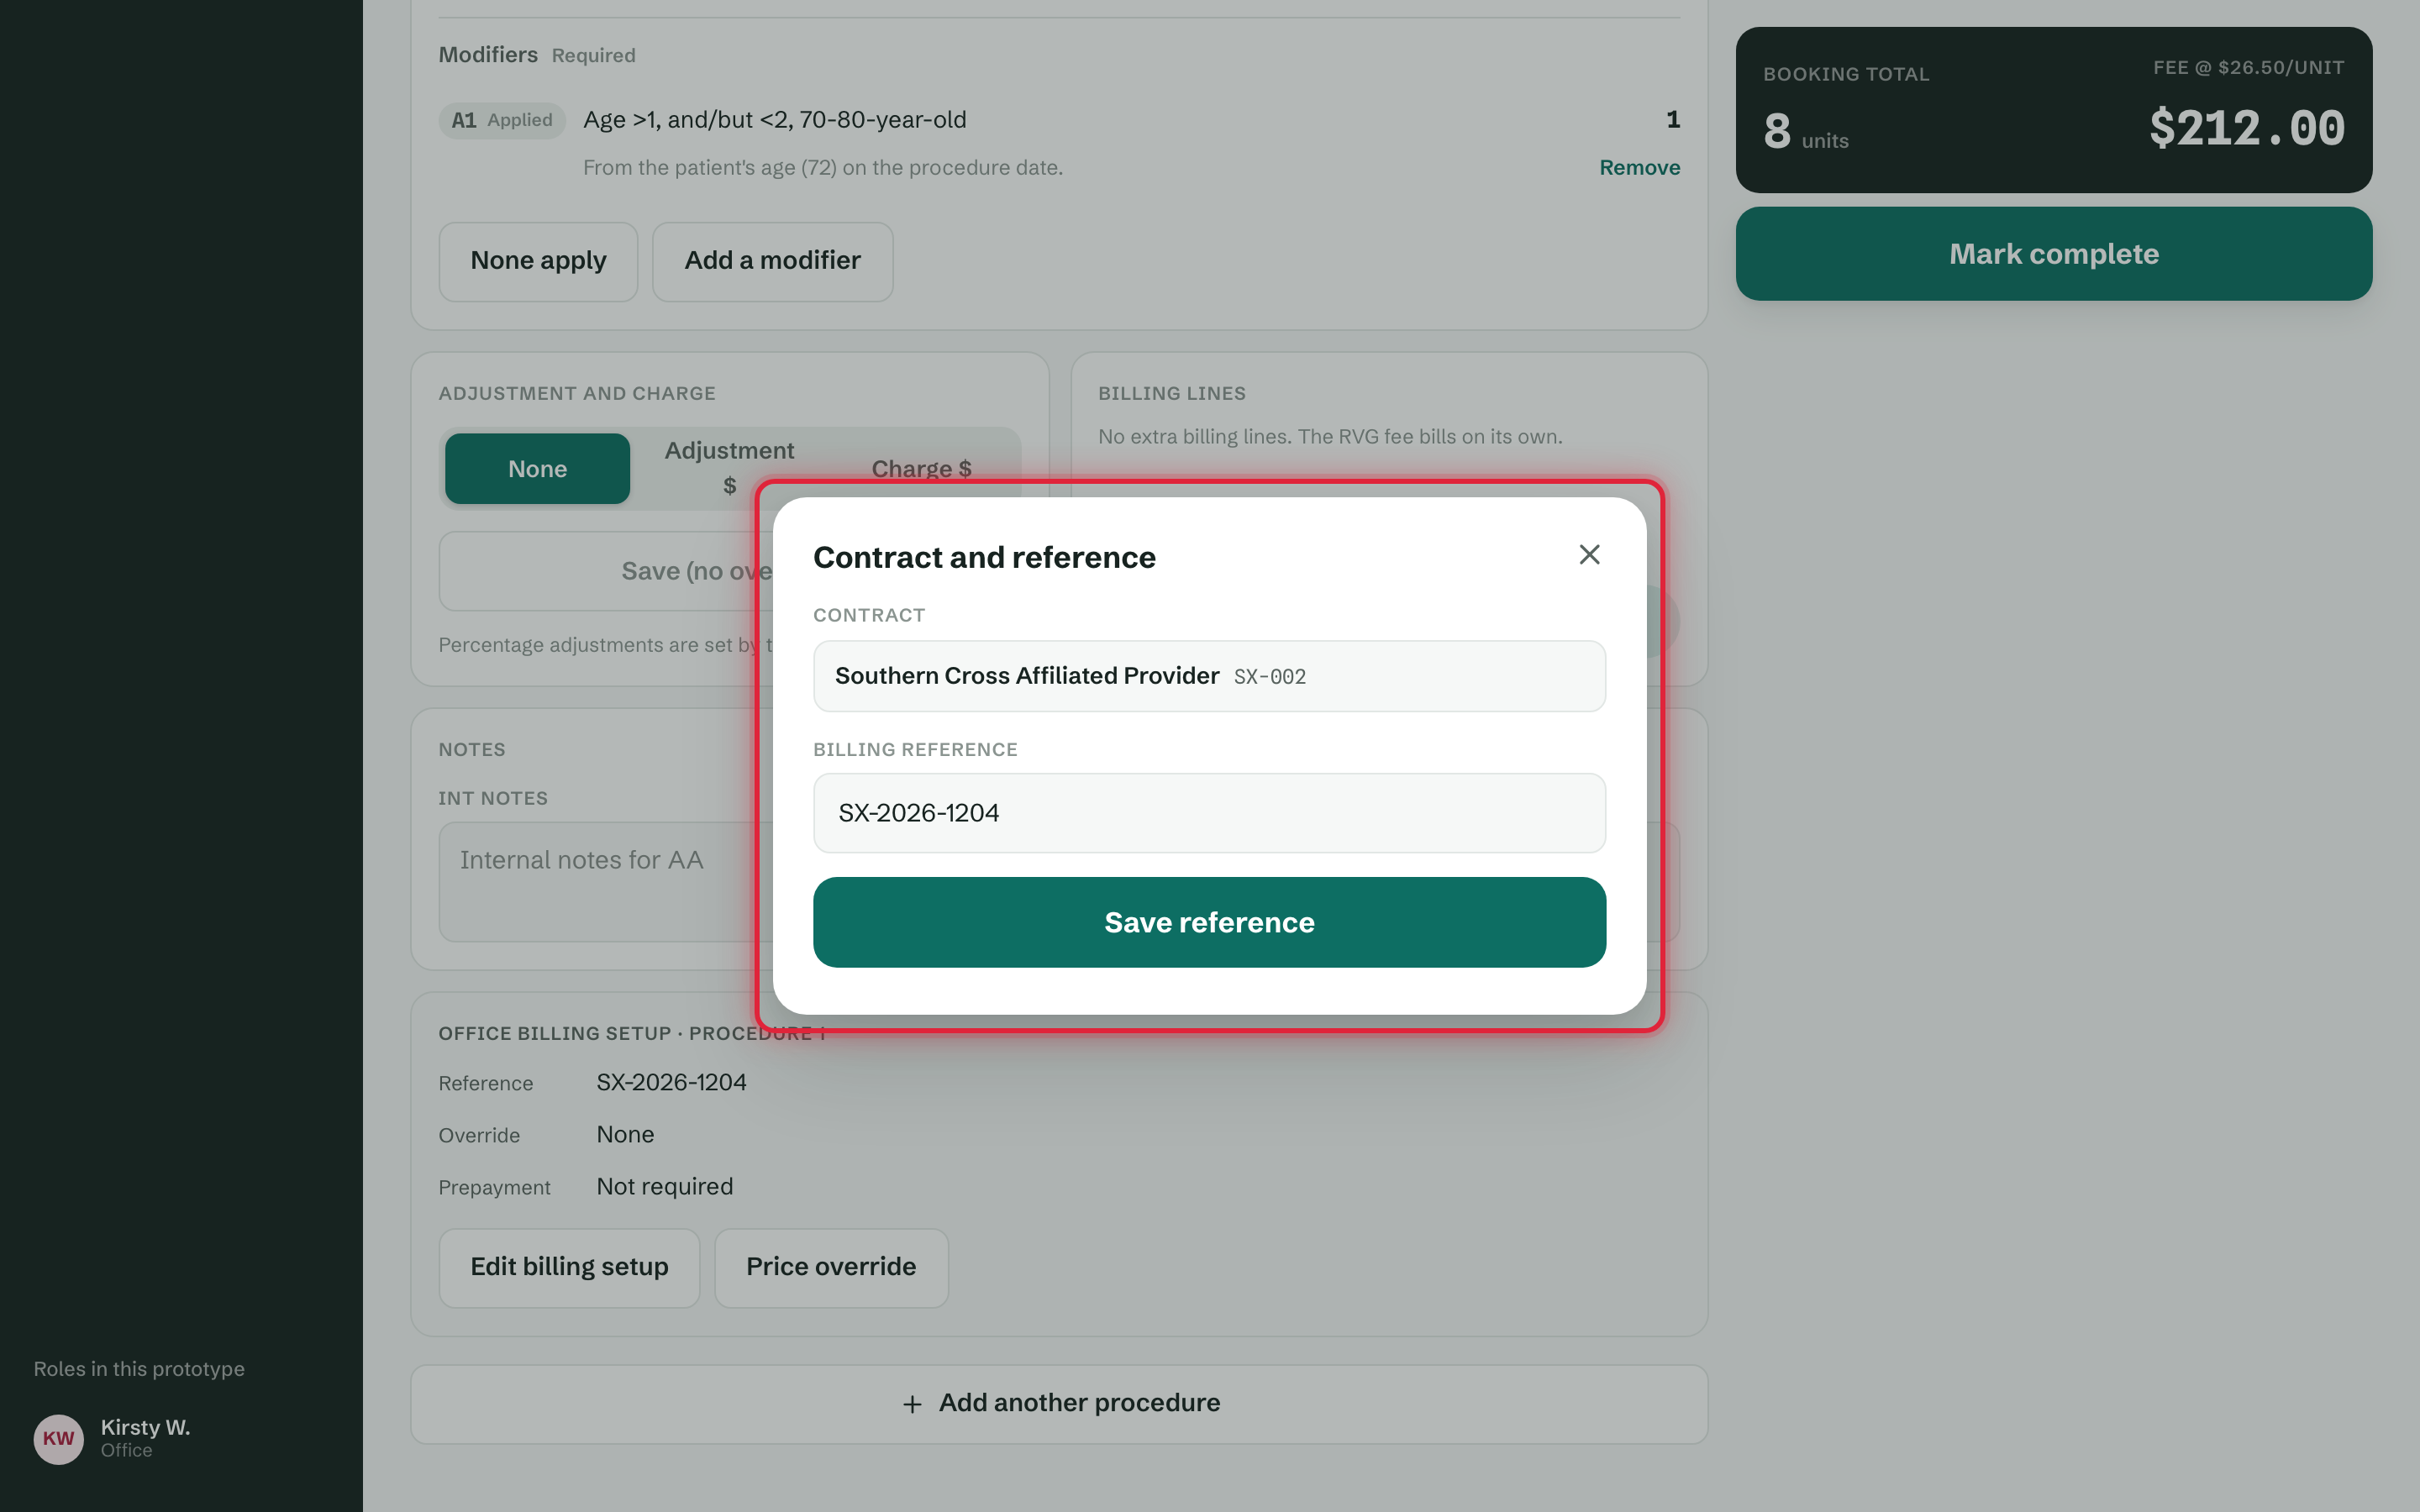 Modifiers Required
A1 Applied Age >1, and/but <2, 70-80-year-old 1
From the patient's age (72) on the procedure date. Remove
None apply Add a modifier
BOOKING TOTAL FEE @ $26.50/UNIT
8 units $212.00
Mark complete
ADJUSTMENT AND CHARGE
None Adjustment $ Charge $
Save (no ove
Percentage adjustments are set by t
BILLING LINES
No extra billing lines. The RVG fee bills on its own.
Contract and reference
CONTRACT
Southern Cross Affiliated Provider SX-002
BILLING REFERENCE
SX-2026-1204
Save reference
NOTES
INT NOTES
Internal notes for AA
OFFICE BILLING SETUP · PROCEDURE 1
Reference SX-2026-1204
Override None
Prepayment Not required
Edit billing setup Price override
+ Add another procedure
Roles in this prototype
KW Kirsty W.
Office